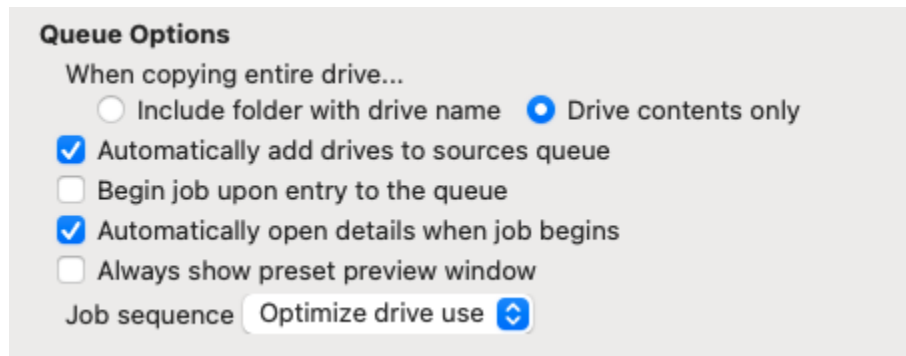 Queue Options
When copying entire drive...
Include folder with drive name Drive contents only
Automatically add drives to sources queue
Begin job upon entry to the queue
Automatically open details when job begins
Always show preset preview window
Job sequence Optimize drive use